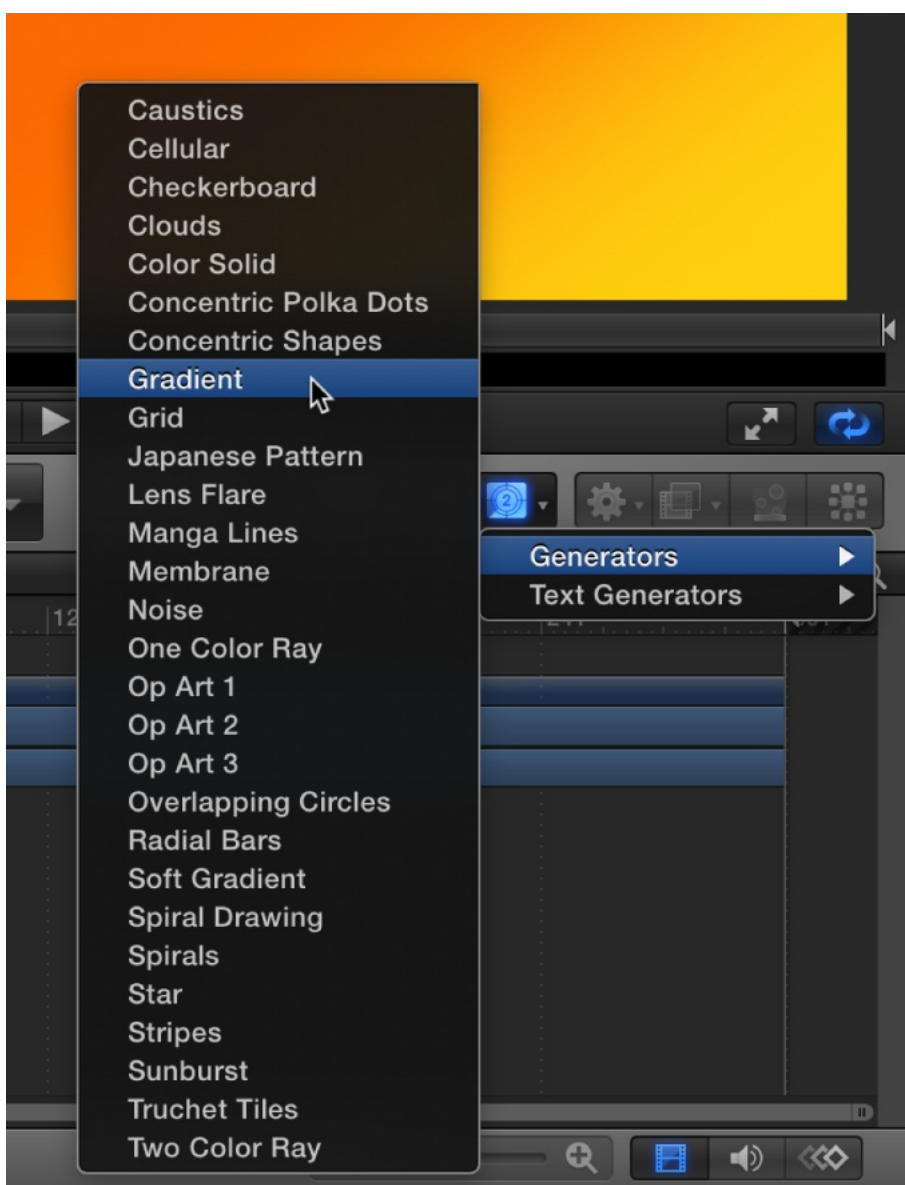 Caustics
Cellular
Checkerboard
Clouds
Color Solid
Concentric Polka Dots
Concentric Shapes
Gradient
Grid
Japanese Pattern
Lens Flare
Manga Lines
Membrane
Noise
One Color Ray
Op Art 1
Op Art 2
Op Art 3
Overlapping Circles
Radial Bars
Soft Gradient
Spiral Drawing
Spirals
Star
Stripes
Sunburst
Truchet Tiles
Two Color Ray
2
Generators
Text Generators
12